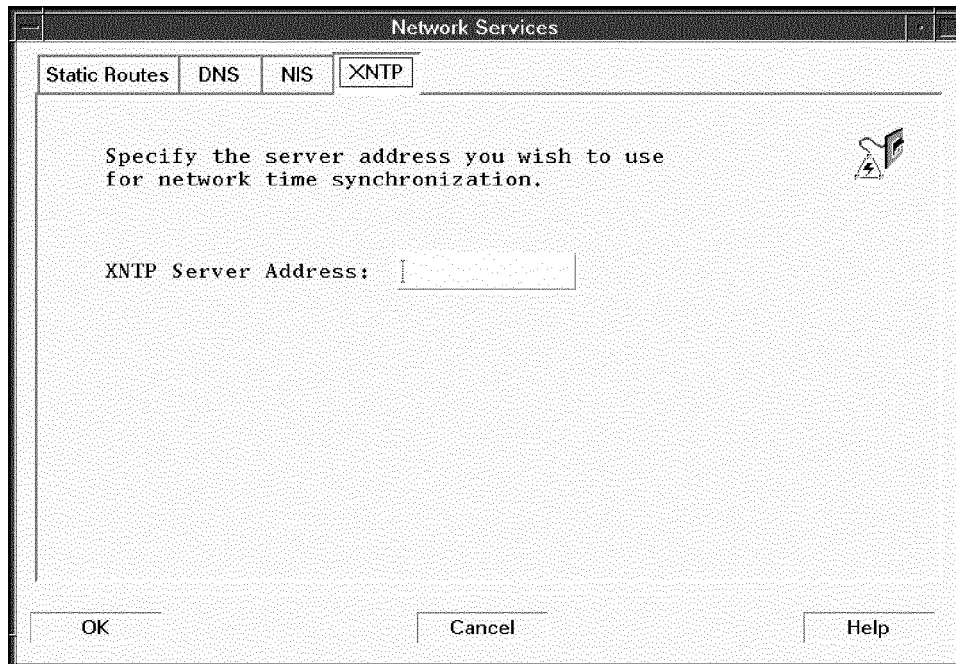 Network Services
Static Routes DNS NIS XNTP
Specify the server address you wish to use
for network time synchronization.
XNTP Server Address:
OK Cancel Help